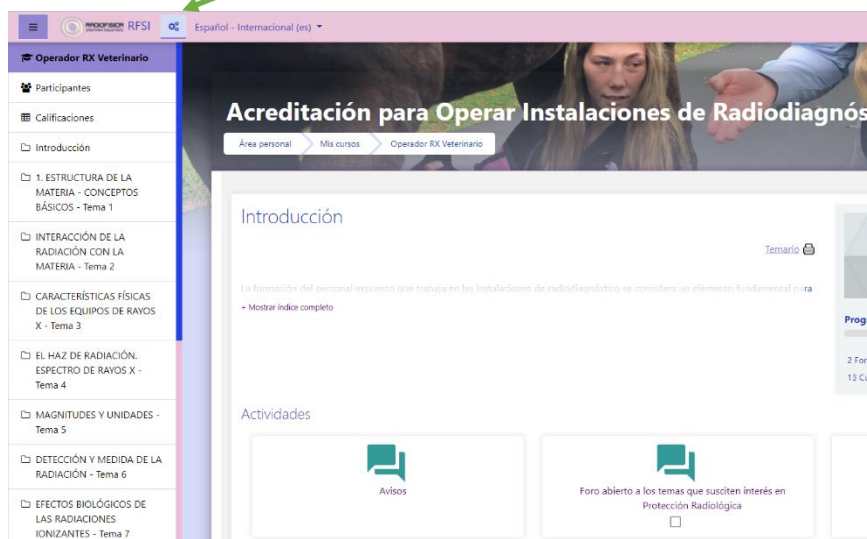 RFSI
Español - Internacional (es)
Operador RX Veterinario
Participantes
Calificaciones
Introducción
1. ESTRUCTURA DE LA
MATERIA - CONCEPTOS
BÁSICOS - Tema 1
INTERACCIÓN DE LA
RADIACIÓN CON LA
MATERIA - Tema 2
CARACTERÍSTICAS FÍSICAS
DE LOS EQUIPOS DE RAYOS
X - Tema 3
EL HAZ DE RADIACIÓN.
ESPECTRO DE RAYOS X -
Tema 4
MAGNITUDES Y UNIDADES -
Tema 5
DETECCIÓN Y MEDIDA DE LA
RADIACIÓN - Tema 6
EFECTOS BIOLÓGICOS DE
LAS RADIACIONES
IONIZANTES - Tema 7
Acreditación para Operar Instalaciones de Radiodiagnós
Área personal
Mis cursos
Operador RX Veterinario
Introducción
Temario
La formación del personal expuesto que trabaja en las instalaciones de radiodiagnóstico se considera un elemento fundamental para
+ Mostrar índice completo
Prog
2 For
13 Cu
Actividades
Avisos
Foro abierto a los temas que susciten interés en
Protección Radiológica